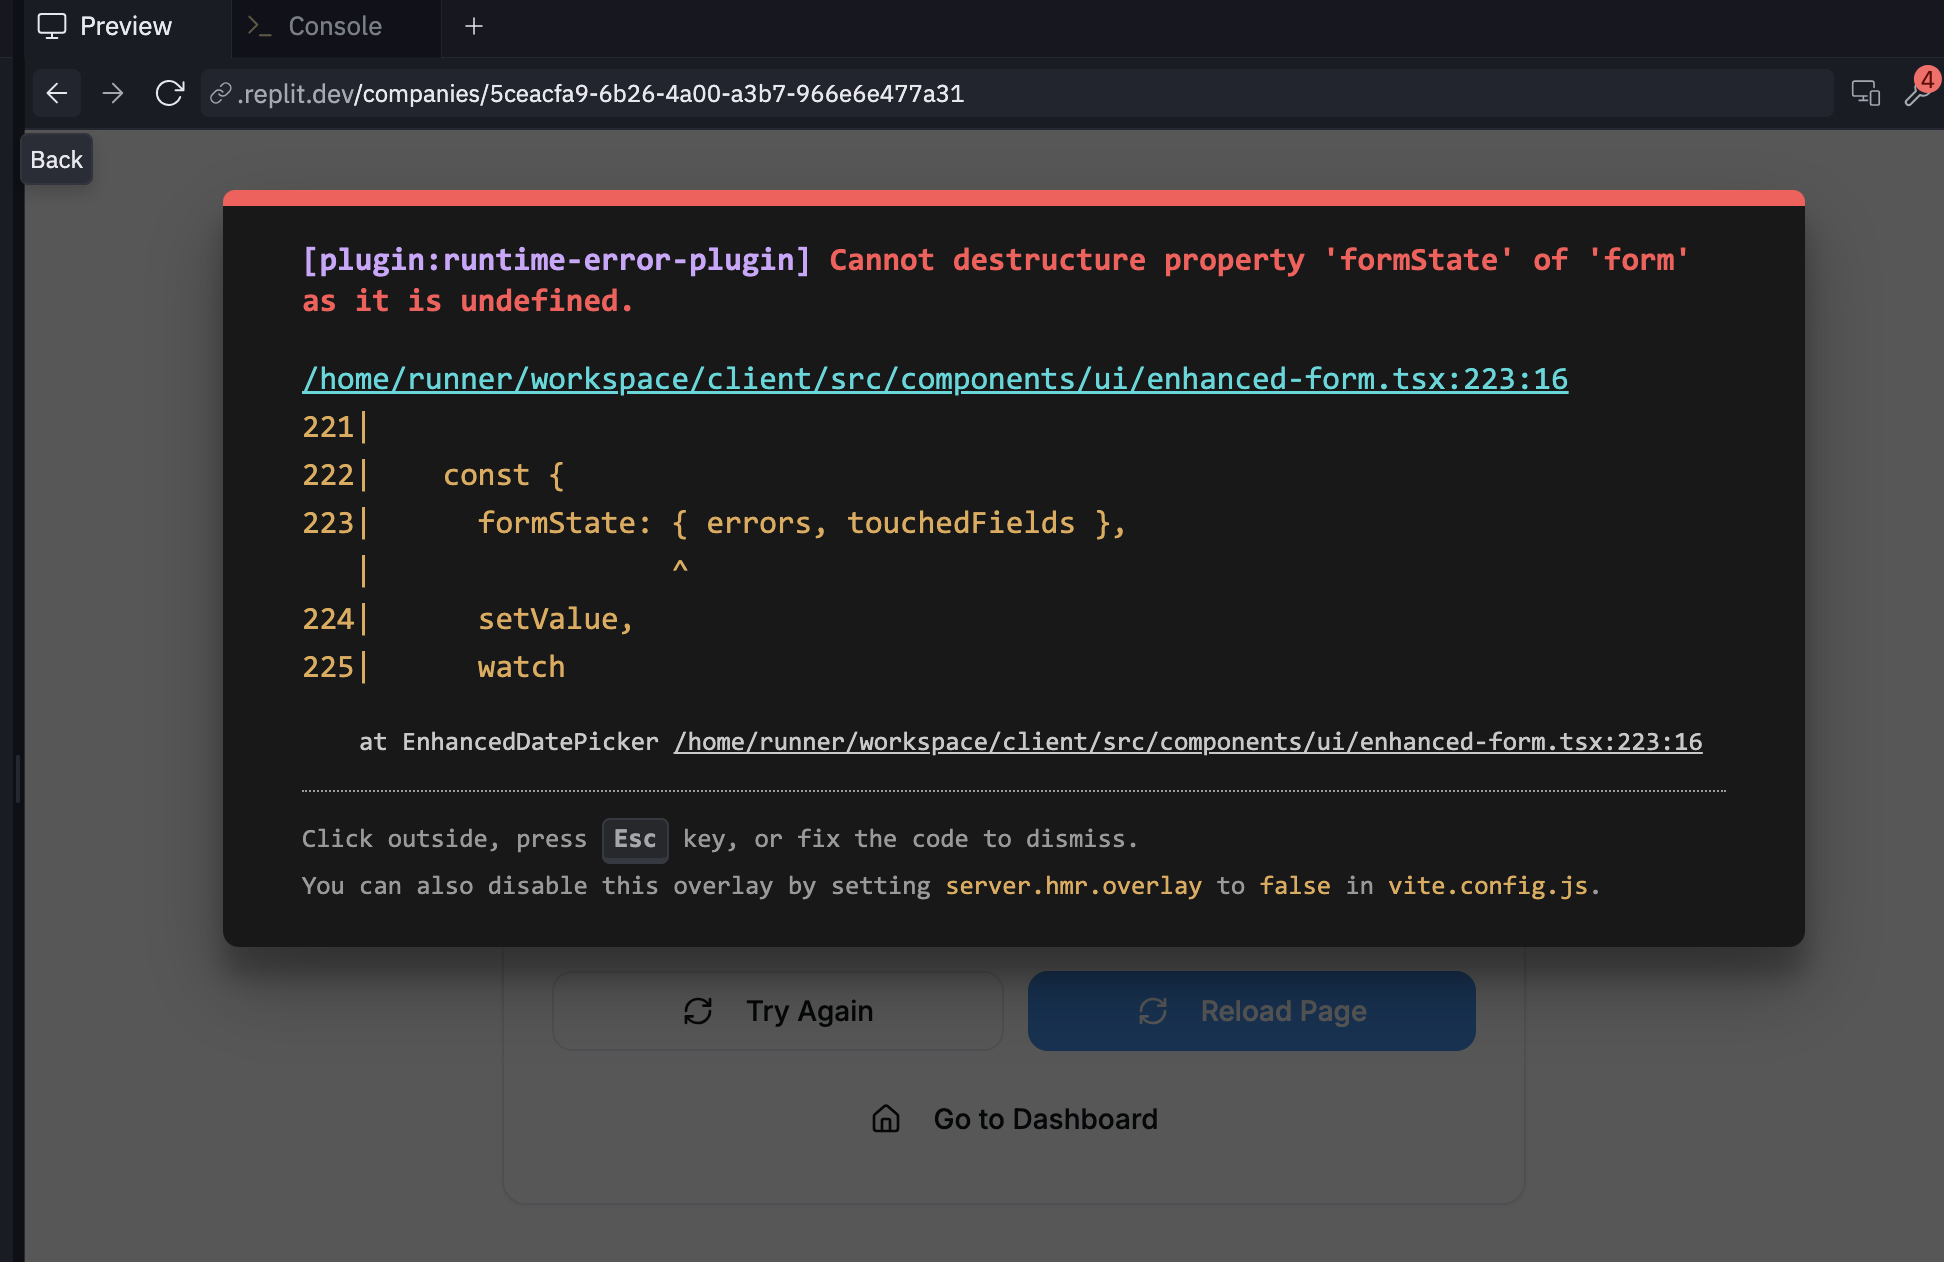 Preview
Console
4
.replit.dev/companies/5ceacfa9-6b26-4a00-a3b7-966e6e477a31
Back
[plugin:runtime-error-plugin] Cannot destructure property 'formState' of 'form'
as it is undefined.
/home/runner/workspace/client/src/components/ui/enhanced-form.tsx:223:16
221|
222|    const {
223|      formState: { errors, touchedFields },
   |                 ^
224|      setValue,
225|      watch
at EnhancedDatePicker /home/runner/workspace/client/src/components/ui/enhanced-form.tsx:223:16
Click outside, press Esc key, or fix the code to dismiss.
You can also disable this overlay by setting server.hmr.overlay to false in vite.config.js.
Try Again
Reload Page
Go to Dashboard